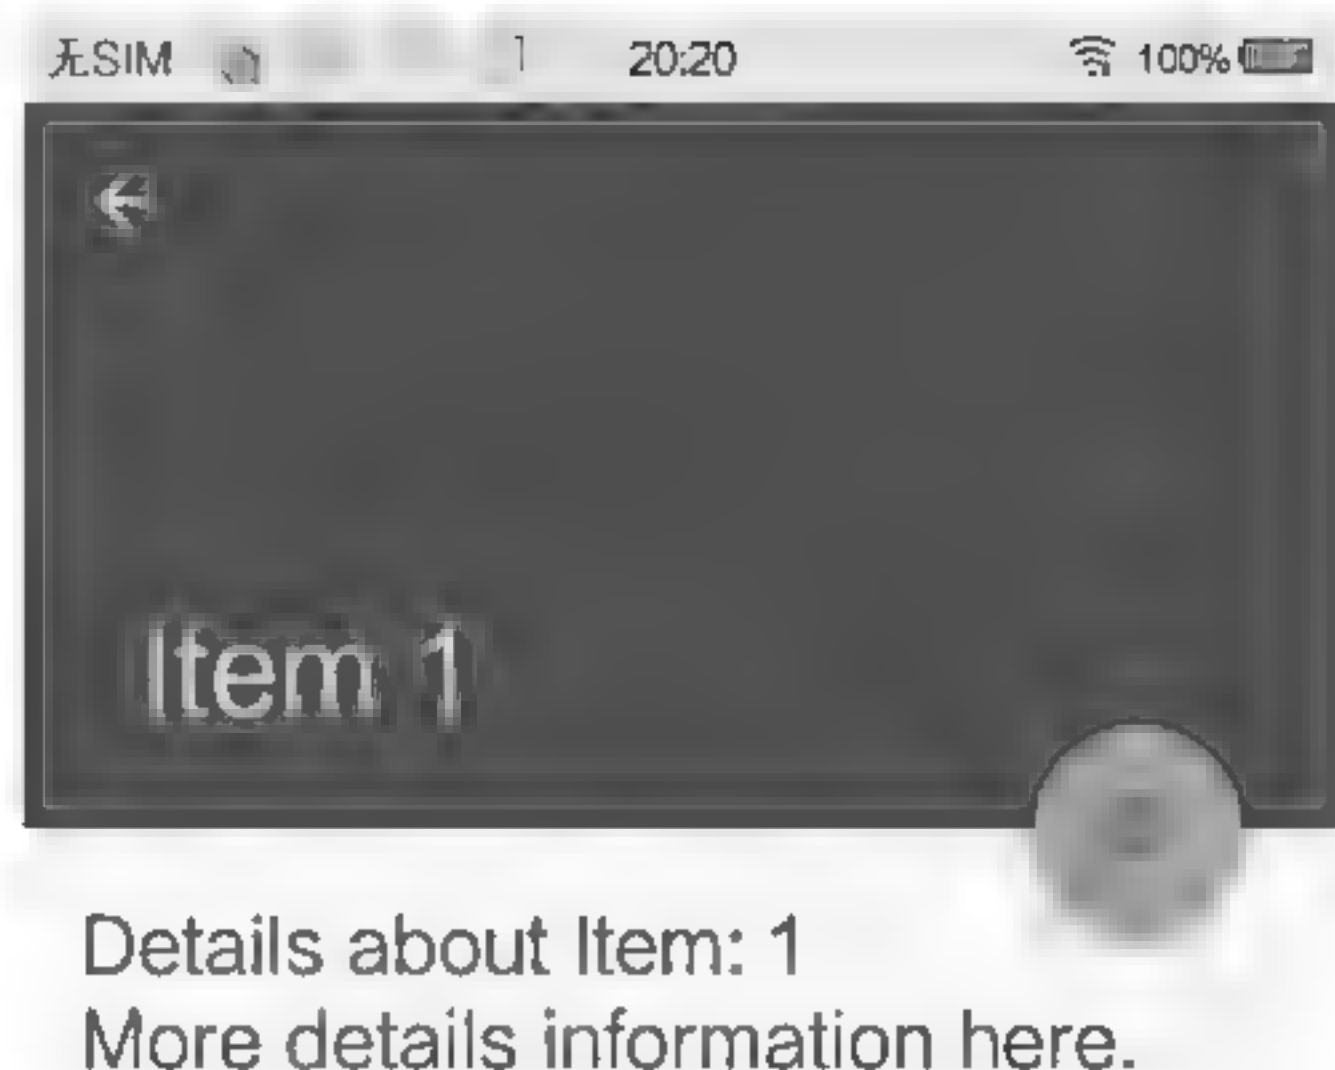 无SIM 20:20 100%
Item 1
Details about Item: 1
More details information here.